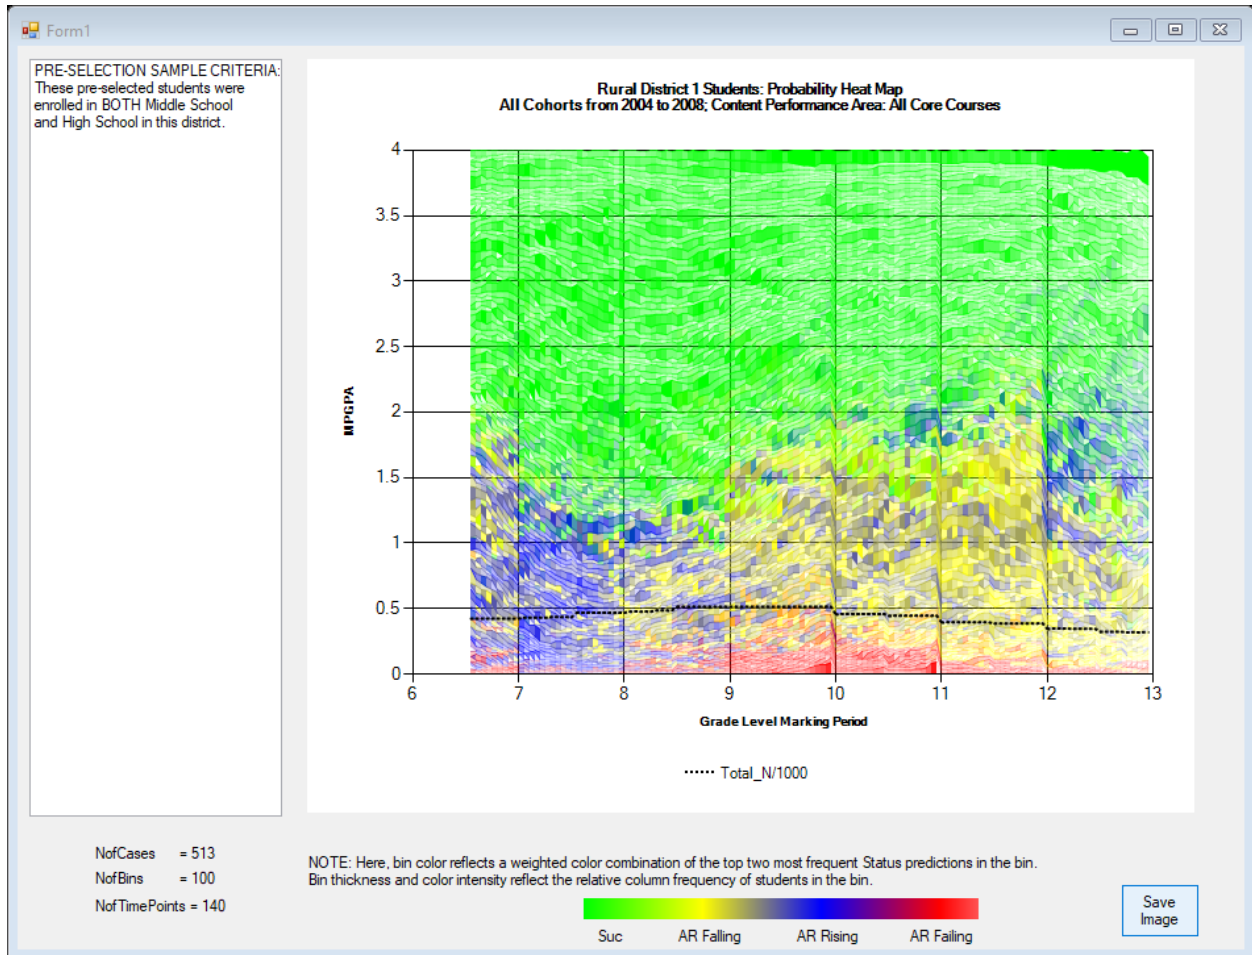 Form1
PRE-SELECTION SAMPLE CRITERIA:
These pre-selected students were
enrolled in BOTH Middle School
and High School in this district.
Rural District 1 Students: Probability Heat Map
All Cohorts from 2004 to 2008; Content Performance Area: All Core Courses
4
3.5
3
2.5
2
1.5
1
0.5
0
MPGPA
6 7 8 9 10 11 12 13
Grade Level Marking Period
Total_N/1000
NofCases = 513
NofBins = 100
NofTimePoints = 140
NOTE: Here, bin color reflects a weighted color combination of the top two most frequent Status predictions in the bin.
Bin thickness and color intensity reflect the relative column frequency of students in the bin.
Suc AR Falling AR Rising AR Failing
Save
Image